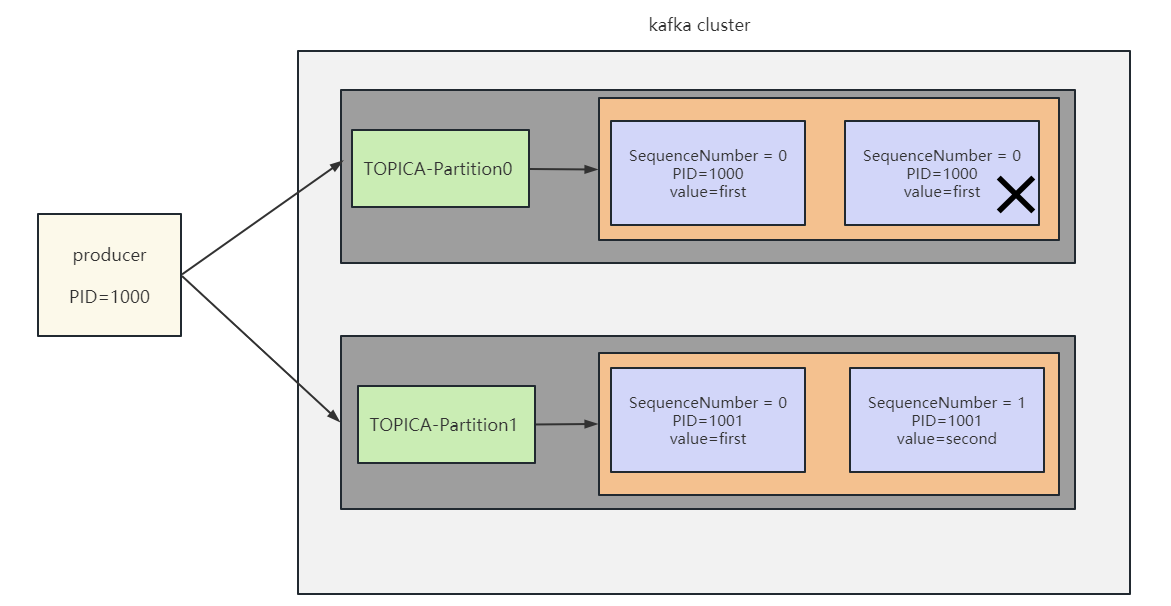 kafka cluster
producer
PID=1000
TOPICA-Partition0
SequenceNumber = 0
PID=1000
value=first
SequenceNumber = 0
PID=1000
value=first
TOPICA-Partition1
SequenceNumber = 0
PID=1001
value=first
SequenceNumber = 1
PID=1001
value=second